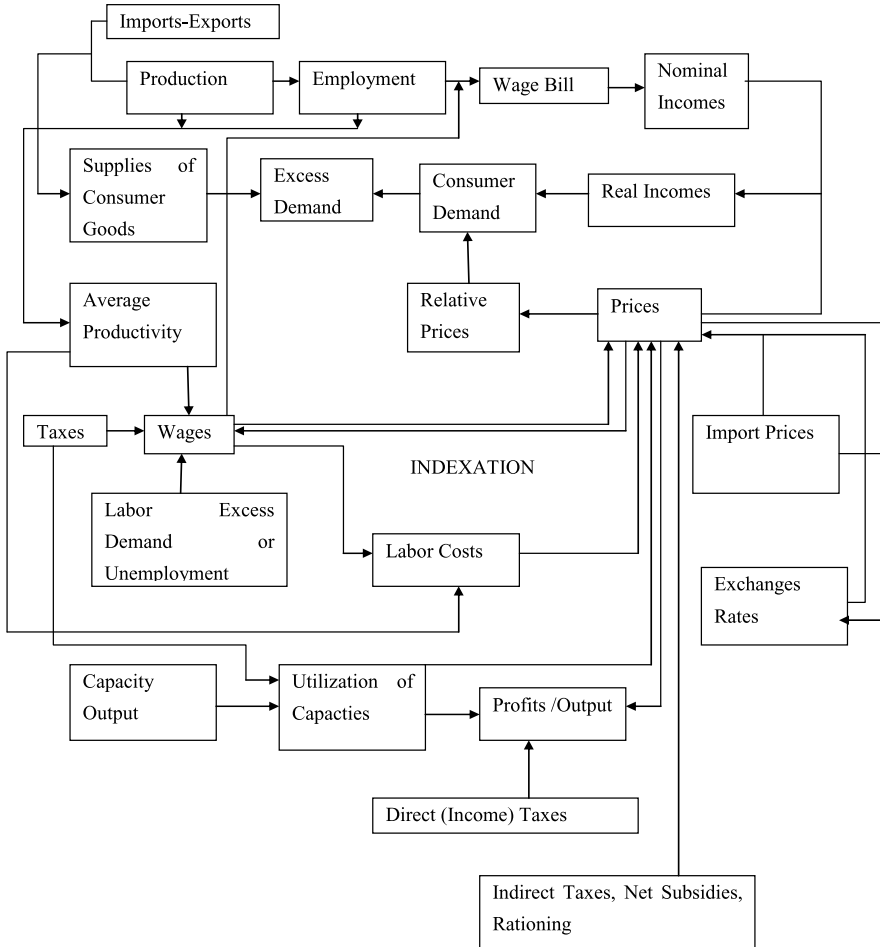 Imports-Exports
Production
Employment
Wage Bill
Nominal
Incomes
Supplies of
Consumer
Goods
Excess
Demand
Consumer
Demand
Real Incomes
Average
Productivity
Relative
Prices
Prices
Taxes
Wages
Import Prices
INDEXATION
Labor Excess
Demand or
Unemployment
Labor Costs
Exchanges
Rates
Capacity
Output
Utilization of
Capacties
Profits /Output
Direct (Income) Taxes
Indirect Taxes, Net Subsidies,
Rationing